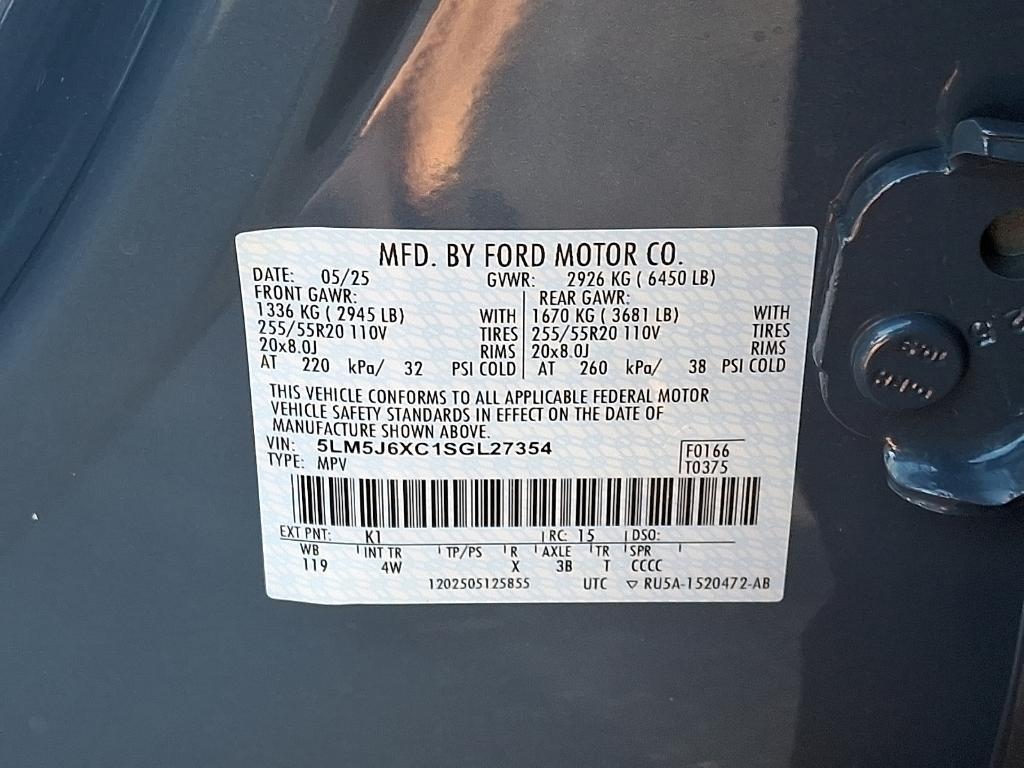 MFD. BY FORD MOTOR CO.
DATE: 05/25 GVWR: 2926 KG ( 6450 LB)
FRONT GAWR: REAR GAWR:
1336 KG ( 2945 LB) WITH 1670 KG ( 3681 LB) WITH
255/55R20 110V TIRES 255/55R20 110V TIRES
20x8.0J RIMS 20x8.0J RIMS
AT 220 kPa/ 32 PSI COLD AT 260 kPa/ 38 PSI COLD
THIS VEHICLE CONFORMS TO ALL APPLICABLE FEDERAL MOTOR
VEHICLE SAFETY STANDARDS IN EFFECT ON THE DATE OF
MANUFACTURE SHOWN ABOVE.
VIN: 5LM5J6XC1SGL27354 F0166
TYPE: MPV T0375
EXT PNT: K1 RC: 15 DSO:
WB INT TR TP/PS R AXLE TR SPR
119 4W X 3B T CCCC
1202505125855 UTC ▽ RU5A-1520472-AB